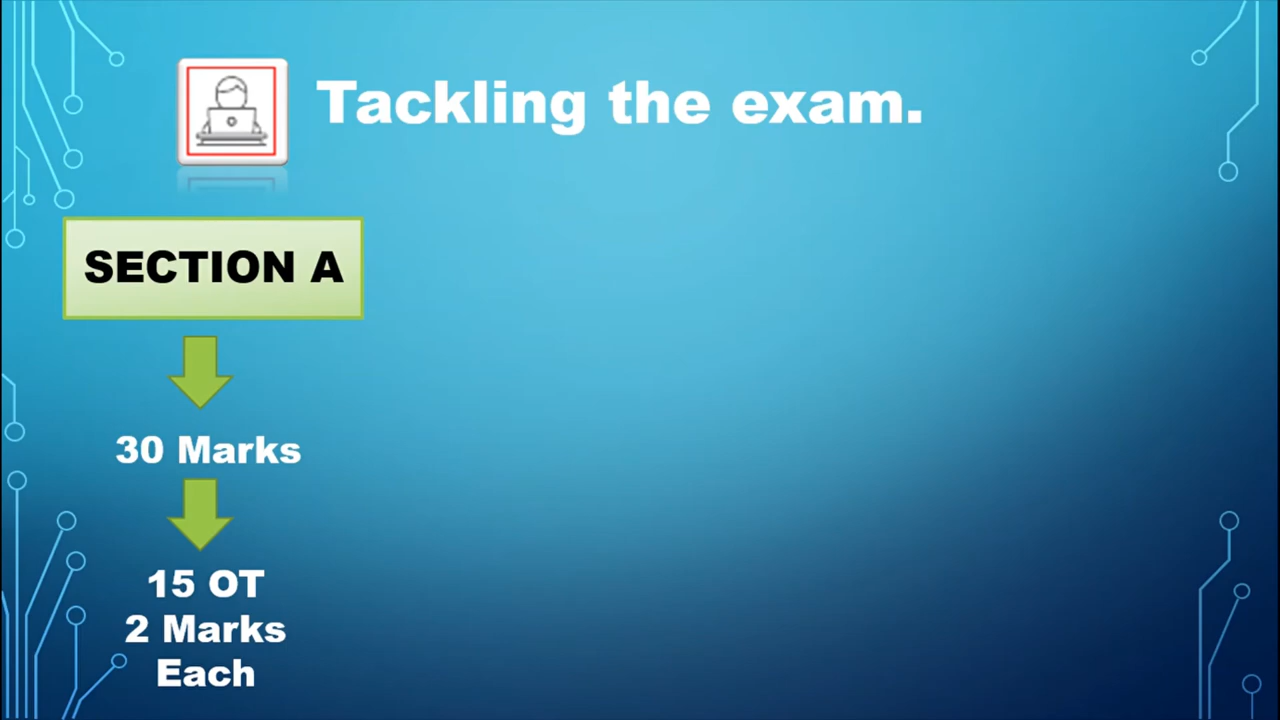 Tackling the exam.
SECTION A
30 Marks
15 OT
2 Marks
Each